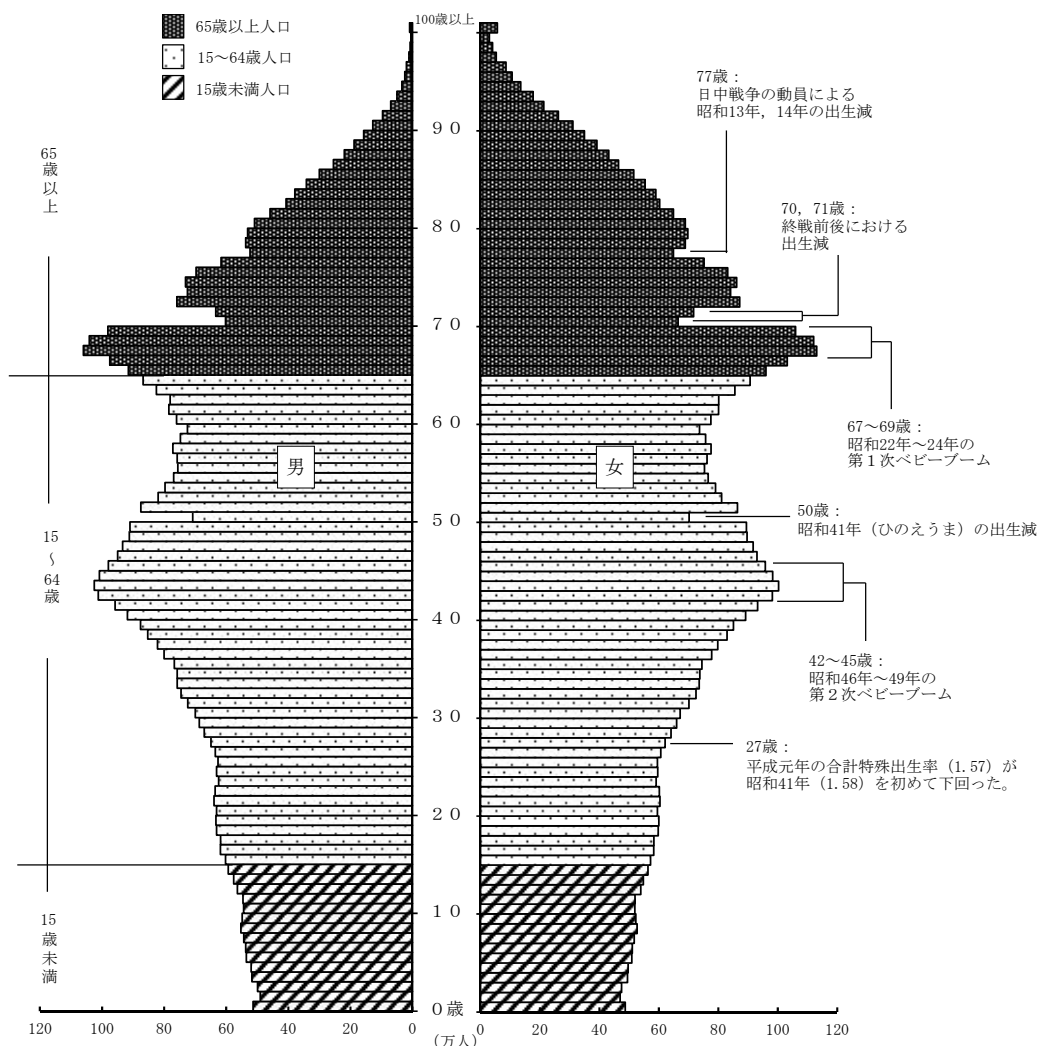 65歳以上人口
15～64歳人口
15歳未満人口
100歳以上
９０
８０
７０
６０
５０
４０
３０
２０
１０
０歳
65
歳
以
上
15
～
64
歳
15
歳
未
満
男
女
77歳：
日中戦争の動員による
昭和13年，14年の出生減
70，71歳：
終戦前後における
出生減
67～69歳：
昭和22年～24年の
第１次ベビーブーム
50歳：
昭和41年（ひのえうま）の出生減
42～45歳：
昭和46年～49年の
第２次ベビーブーム
27歳：
平成元年の合計特殊出生率（1.57）が
昭和41年（1.58）を初めて下回った。
120 100 80 60 40 20 0
0 20 40 60 80 100 120
（万人）